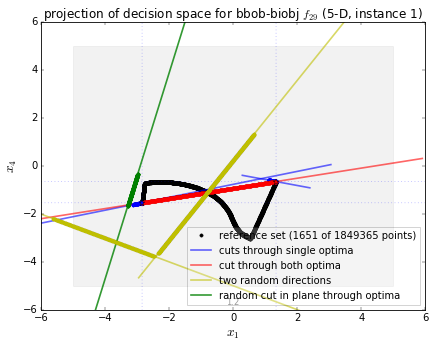 projection of decision space for bbob-biobj f29 (5-D, instance 1)
6
4
2
0
−2
−4
−6
x4
reference set (1651 of 1849365 points)
cuts through single optima
cut through both optima
two random directions
random cut in plane through optima
−6
−4
−2
0
2
4
6
x1